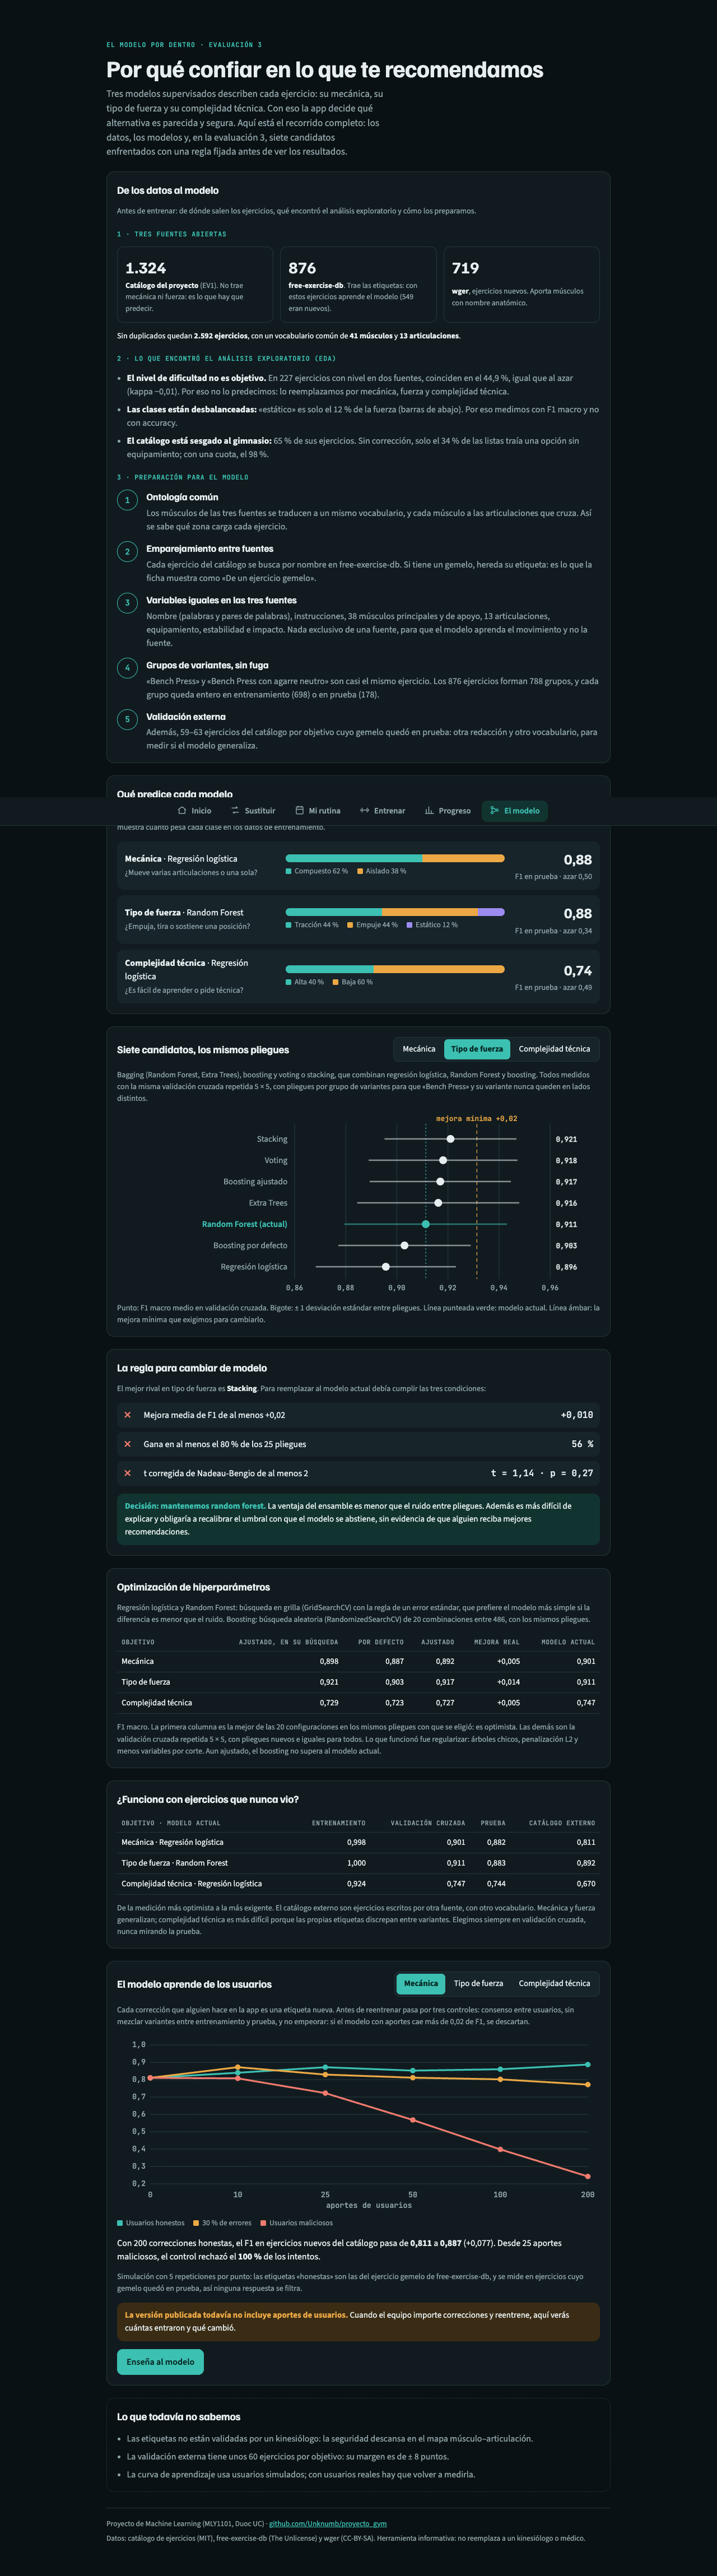 EL MODELO POR DENTRO · EVALUACIÓN 3
Por qué confiar en lo que te recomendamos
Tres modelos supervisados describen cada ejercicio: su mecánica, su
tipo de fuerza y su complejidad técnica. Con eso la app decide qué
alternativa es parecida y segura. Aquí está el recorrido completo: los
datos, los modelos y, en la evaluación 3, siete candidatos
enfrentados con una regla fijada antes de ver los resultados.
De los datos al modelo
Antes de entrenar: de dónde salen los ejercicios, qué encontró el análisis exploratorio y cómo los preparamos.
1 · TRES FUENTES ABIERTAS
1.324
Catálogo del proyecto (EV1). No trae
mecánica ni fuerza: es lo que hay que
predecir.
876
free-exercise-db. Trae las etiquetas: con
estos ejercicios aprende el modelo (549
eran nuevos).
719
wger, ejercicios nuevos. Aporta músculos
con nombre anatómico.
Sin duplicados quedan 2.592 ejercicios, con un vocabulario común de 41 músculos y 13 articulaciones.
2 · LO QUE ENCONTRÓ EL ANÁLISIS EXPLORATORIO (EDA)
• El nivel de dificultad no es objetivo. En 227 ejercicios con nivel en dos fuentes, coinciden en el 44,9 %, igual que al azar
(kappa −0,01). Por eso no lo predecimos: lo reemplazamos por mecánica, fuerza y complejidad técnica.
• Las clases están desbalanceadas: «estático» es solo el 12 % de la fuerza (barras de abajo). Por eso medimos con F1 macro y no
con accuracy.
• El catálogo está sesgado al gimnasio: 65 % de sus ejercicios. Sin corrección, solo el 34 % de las listas traía una opción sin
equipamiento; con una cuota, el 98 %.
3 · PREPARACIÓN PARA EL MODELO
1
Ontología común
Los músculos de las tres fuentes se traducen a un mismo vocabulario, y cada músculo a las articulaciones que cruza. Así
se sabe qué zona carga cada ejercicio.
2
Emparejamiento entre fuentes
Cada ejercicio del catálogo se busca por nombre en free-exercise-db. Si tiene un gemelo, hereda su etiqueta: es lo que la
ficha muestra como «De un ejercicio gemelo».
3
Variables iguales en las tres fuentes
Nombre (palabras y pares de palabras), instrucciones, 38 músculos principales y de apoyo, 13 articulaciones,
equipamiento, estabilidad e impacto. Nada exclusivo de una fuente, para que el modelo aprenda el movimiento y no la
fuente.
4
Grupos de variantes, sin fuga
«Bench Press» y «Bench Press con agarre neutro» son casi el mismo ejercicio. Los 876 ejercicios forman 788 grupos, y cada
grupo queda entero en entrenamiento (698) o en prueba (178).
5
Validación externa
Además, 59–63 ejercicios del catálogo por objetivo cuyo gemelo quedó en prueba: otra redacción y otro vocabulario, para
medir si el modelo generaliza.
Qué predice cada modelo
Inicio Sustituir Mi rutina Entrenar Progreso El modelo
muestra cuánto pesa cada clase en los datos de entrenamiento.
Mecánica · Regresión logística
¿Mueve varias articulaciones o una sola?
Compuesto 62 % Aislado 38 %
0,88
F1 en prueba · azar 0,50
Tipo de fuerza · Random Forest
¿Empuja, tira o sostiene una posición?
Tracción 44 % Empuje 44 % Estático 12 %
0,88
F1 en prueba · azar 0,34
Complejidad técnica · Regresión
logística
¿Es fácil de aprender o pide técnica?
Alta 40 % Baja 60 %
0,74
F1 en prueba · azar 0,49
Siete candidatos, los mismos pliegues
Mecánica Tipo de fuerza Complejidad técnica
Bagging (Random Forest, Extra Trees), boosting y voting o stacking, que combinan regresión logística, Random Forest y boosting. Todos medidos
con la misma validación cruzada repetida 5 × 5, con pliegues por grupo de variantes para que «Bench Press» y su variante nunca queden en lados
distintos.
mejora mínima +0,02
Stacking 0,921
Voting 0,918
Boosting ajustado 0,917
Extra Trees 0,916
Random Forest (actual) 0,911
Boosting por defecto 0,903
Regresión logística 0,896
0,86 0,88 0,90 0,92 0,94 0,96
Punto: F1 macro medio en validación cruzada. Bigote: ± 1 desviación estándar entre pliegues. Línea punteada verde: modelo actual. Línea ámbar: la
mejora mínima que exigimos para cambiarlo.
La regla para cambiar de modelo
El mejor rival en tipo de fuerza es Stacking. Para reemplazar al modelo actual debía cumplir las tres condiciones:
✕ Mejora media de F1 de al menos +0,02 +0,010
✕ Gana en al menos el 80 % de los 25 pliegues 56 %
✕ t corregida de Nadeau-Bengio de al menos 2 t = 1,14 · p = 0,27
Decisión: mantenemos random forest. La ventaja del ensamble es menor que el ruido entre pliegues. Además es más difícil de
explicar y obligaría a recalibrar el umbral con que el modelo se abstiene, sin evidencia de que alguien reciba mejores
recomendaciones.
Optimización de hiperparámetros
Regresión logística y Random Forest: búsqueda en grilla (GridSearchCV) con la regla de un error estándar, que prefiere el modelo más simple si la
diferencia es menor que el ruido. Boosting: búsqueda aleatoria (RandomizedSearchCV) de 20 combinaciones entre 486, con los mismos pliegues.
OBJETIVO AJUSTADO, EN SU BÚSQUEDA POR DEFECTO AJUSTADO MEJORA REAL MODELO ACTUAL
Mecánica 0,898 0,887 0,892 +0,005 0,901
Tipo de fuerza 0,921 0,903 0,917 +0,014 0,911
Complejidad técnica 0,729 0,723 0,727 +0,005 0,747
F1 macro. La primera columna es la mejor de las 20 configuraciones en los mismos pliegues con que se eligió: es optimista. Las demás son la
validación cruzada repetida 5 × 5, con pliegues nuevos e iguales para todos. Lo que funcionó fue regularizar: árboles chicos, penalización L2 y
menos variables por corte. Aun ajustado, el boosting no supera al modelo actual.
¿Funciona con ejercicios que nunca vio?
OBJETIVO · MODELO ACTUAL ENTRENAMIENTO VALIDACIÓN CRUZADA PRUEBA CATÁLOGO EXTERNO
Mecánica · Regresión logística 0,998 0,901 0,882 0,811
Tipo de fuerza · Random Forest 1,000 0,911 0,883 0,892
Complejidad técnica · Regresión logística 0,924 0,747 0,744 0,670
De la medición más optimista a la más exigente. El catálogo externo son ejercicios escritos por otra fuente, con otro vocabulario. Mecánica y fuerza
generalizan; complejidad técnica es más difícil porque las propias etiquetas discrepan entre variantes. Elegimos siempre en validación cruzada,
nunca mirando la prueba.
El modelo aprende de los usuarios
Mecánica Tipo de fuerza Complejidad técnica
Cada corrección que alguien hace en la app es una etiqueta nueva. Antes de reentrenar pasa por tres controles: consenso entre usuarios, sin
mezclar variantes entre entrenamiento y prueba, y no empeorar: si el modelo con aportes cae más de 0,02 de F1, se descartan.
1,0
0,9
0,8
0,7
0,6
0,5
0,4
0,3
0,2
0 10 25 50 100 200
aportes de usuarios
Usuarios honestos 30 % de errores Usuarios maliciosos
Con 200 correcciones honestas, el F1 en ejercicios nuevos del catálogo pasa de 0,811 a 0,887 (+0,077). Desde 25 aportes
maliciosos, el control rechazó el 100 % de los intentos.
Simulación con 5 repeticiones por punto: las etiquetas «honestas» son las del ejercicio gemelo de free-exercise-db, y se mide en ejercicios cuyo
gemelo quedó en prueba, así ninguna respuesta se filtra.
La versión publicada todavía no incluye aportes de usuarios. Cuando el equipo importe correcciones y reentrene, aquí verás
cuántas entraron y qué cambió.
Enseña al modelo
Lo que todavía no sabemos
• Las etiquetas no están validadas por un kinesiólogo: la seguridad descansa en el mapa músculo–articulación.
• La validación externa tiene unos 60 ejercicios por objetivo: su margen es de ± 8 puntos.
• La curva de aprendizaje usa usuarios simulados; con usuarios reales hay que volver a medirla.
Proyecto de Machine Learning (MLY1101, Duoc UC) · github.com/Unknumb/proyecto_gym
Datos: catálogo de ejercicios (MIT), free-exercise-db (The Unlicense) y wger (CC-BY-SA). Herramienta informativa: no reemplaza a un kinesiólogo o médico.